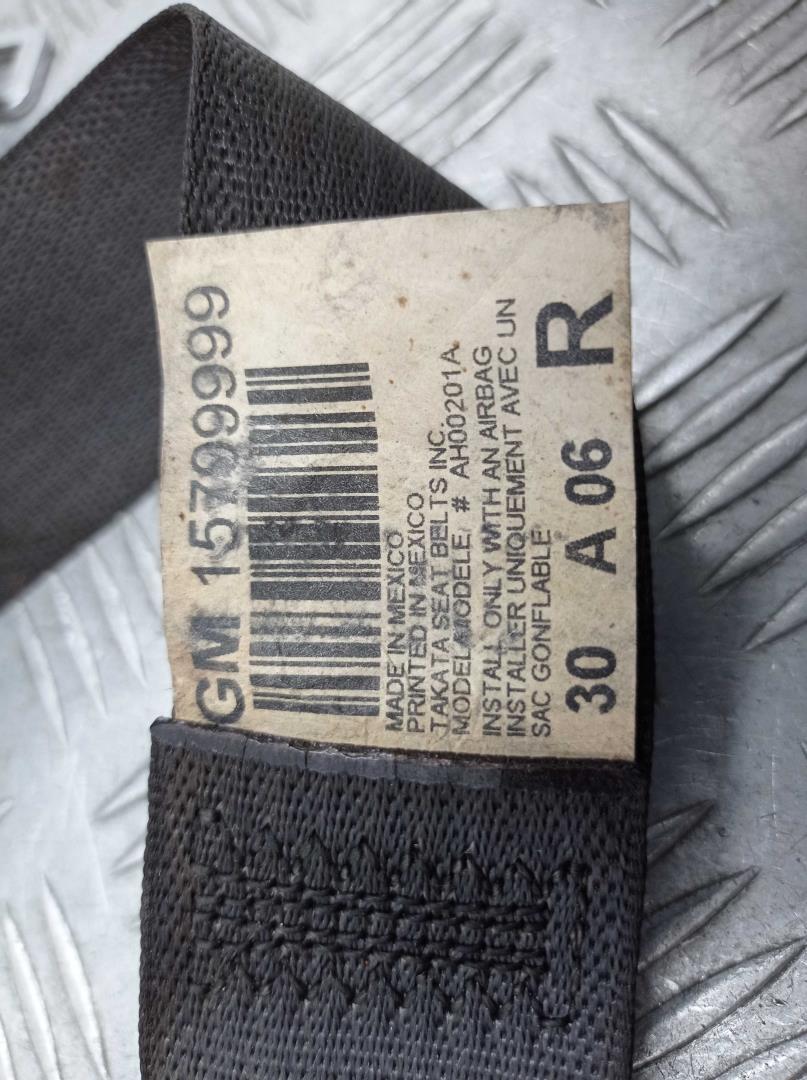 GM 15799999
MADE IN MEXICO
PRINTED IN MEXICO
TAKATA SEAT BELTS INC.
MODEL/MODELE # AH00201A
INSTALL ONLY WITH AN AIRBAG
INSTALLER UNIQUEMENT AVEC UN
SAC GONFLABLE
30 A 06 R